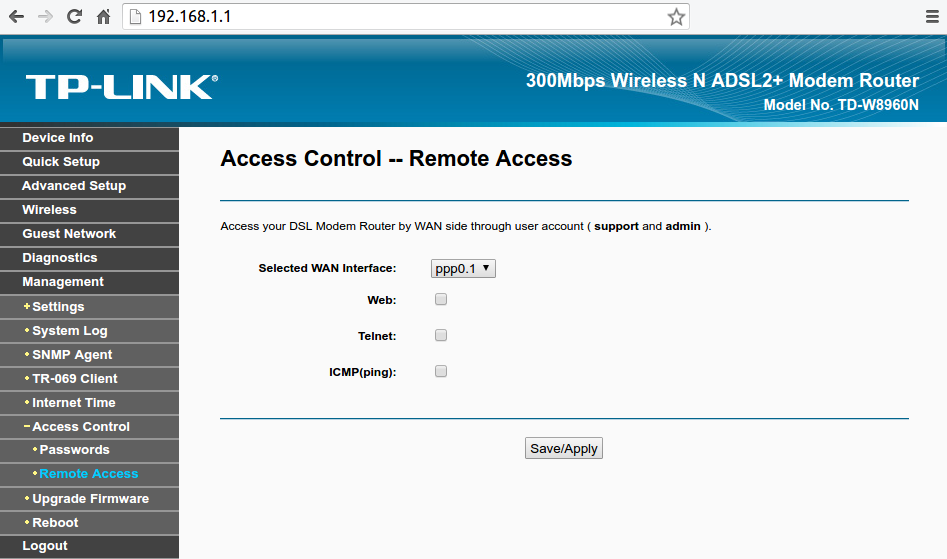 192.168.1.1
TP-LINK®
300Mbps Wireless N ADSL2+ Modem Router
Model No. TD-W8960N
Device Info
Quick Setup
Advanced Setup
Wireless
Guest Network
Diagnostics
Management
Settings
System Log
SNMP Agent
TR-069 Client
Internet Time
Access Control
Passwords
Remote Access
Upgrade Firmware
Reboot
Logout
Access Control -- Remote Access
Access your DSL Modem Router by WAN side through user account ( support and admin ).
Selected WAN Interface: ppp0.1
Web:
Telnet:
ICMP(ping):
Save/Apply